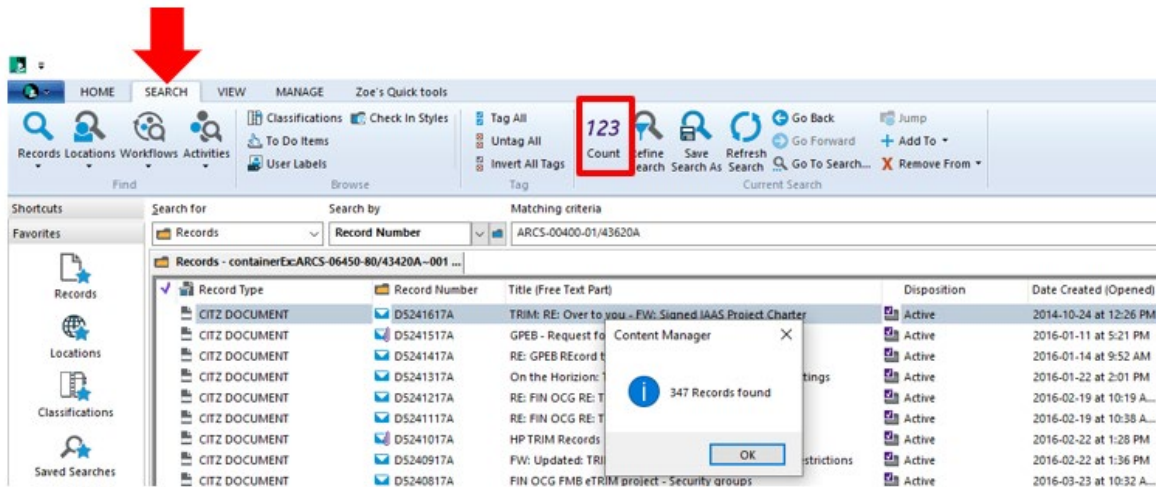 HOME SEARCH VIEW MANAGE Zoe's Quick tools
Classifications Check In Styles Tag All Go Back Jump
To Do Items Untag All 123 Go Forward Add To
Records Locations Workflows Activities User Labels Invert All Tags Count Refine Search Save Search As Refresh Search Go To Search... Remove From
Find Browse Tag Current Search
Shortcuts Search for Search by Matching criteria
Favorites Records Record Number ARCS-00400-01/43620A
Records - containerEx:ARCS-06450-80/43420A~001 ...
Records
Locations
Classifications
Saved Searches
Record Type Record Number Title (Free Text Part) Disposition Date Created (Opened)
CITZ DOCUMENT D5241617A TRIM: RE: Over to you - FW: Signed IAAS Project Charter Active 2014-10-24 at 12:26 PM
CITZ DOCUMENT D5241517A GPEB - Request fo Active 2016-01-11 at 5:21 PM
CITZ DOCUMENT D5241417A RE: GPEB REcord t Active 2016-01-14 at 9:52 AM
CITZ DOCUMENT D5241317A On the Horizion: T tings Active 2016-01-22 at 2:01 PM
CITZ DOCUMENT D5241217A RE: FIN OCG RE: T Active 2016-02-19 at 10:19 A...
CITZ DOCUMENT D5241117A RE: FIN OCG RE: T Active 2016-02-19 at 10:38 A...
CITZ DOCUMENT D5241017A HP TRIM Records Active 2016-02-22 at 1:28 PM
CITZ DOCUMENT D5240917A FW: Updated: TRI estrictions Active 2016-02-22 at 1:36 PM
CITZ DOCUMENT D5240817A FIN OCG FMB eTRIM project - Security groups Active 2016-03-23 at 10:32 A...
Content Manager
347 Records found
OK